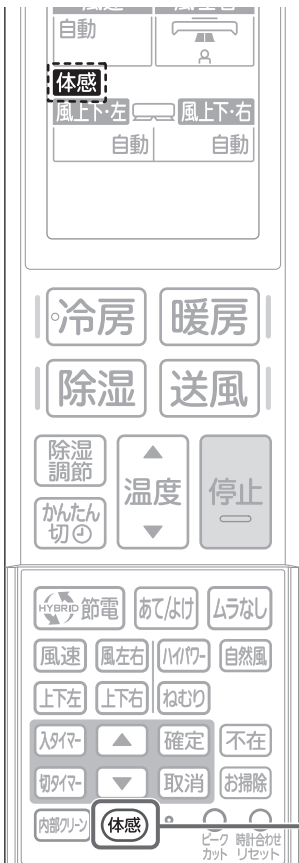 自動
体感
風上下・左 風上下・右
自動 自動
冷房 暖房
除湿 送風
除湿
調節
温度
停止
かんたん
切
HYBRID 節電 あて/よけ ムラなし
風速 風左右 ハイパワー 自然風
上下左 上下右 ねむり
入タイマー 確定 不在
切タイマー 取消 お掃除
内部クリーン 体感
ピーク 時計合わせ
カット リセット